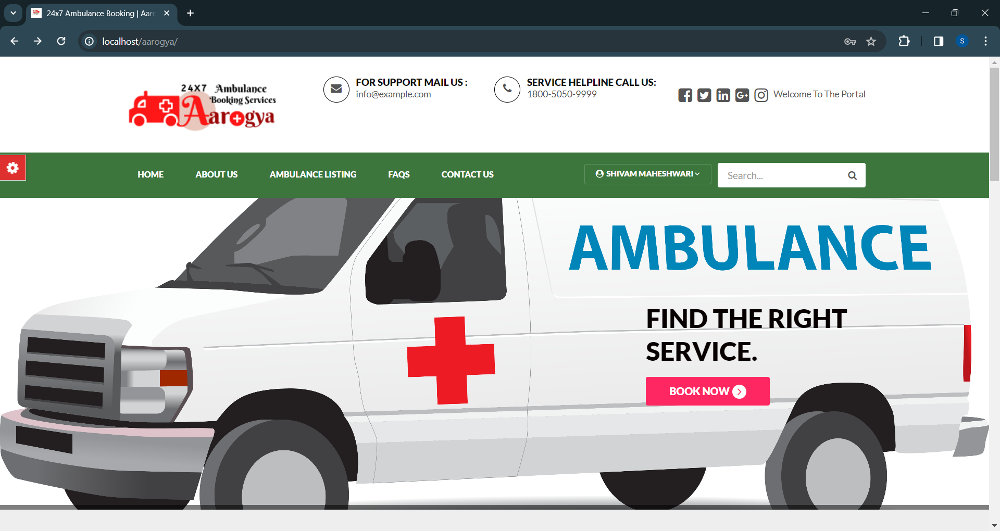 24x7 Ambulance Booking | Aaro
localhost/aarogya/
S
24X7 Ambulance
Booking Services
Aarogya
FOR SUPPORT MAIL US :
info@example.com
SERVICE HELPLINE CALL US:
1800-5050-9999
Welcome To The Portal
HOME
ABOUT US
AMBULANCE LISTING
FAQS
CONTACT US
SHIVAM MAHESHWARI
Search...
AMBULANCE
FIND THE RIGHT
SERVICE.
BOOK NOW